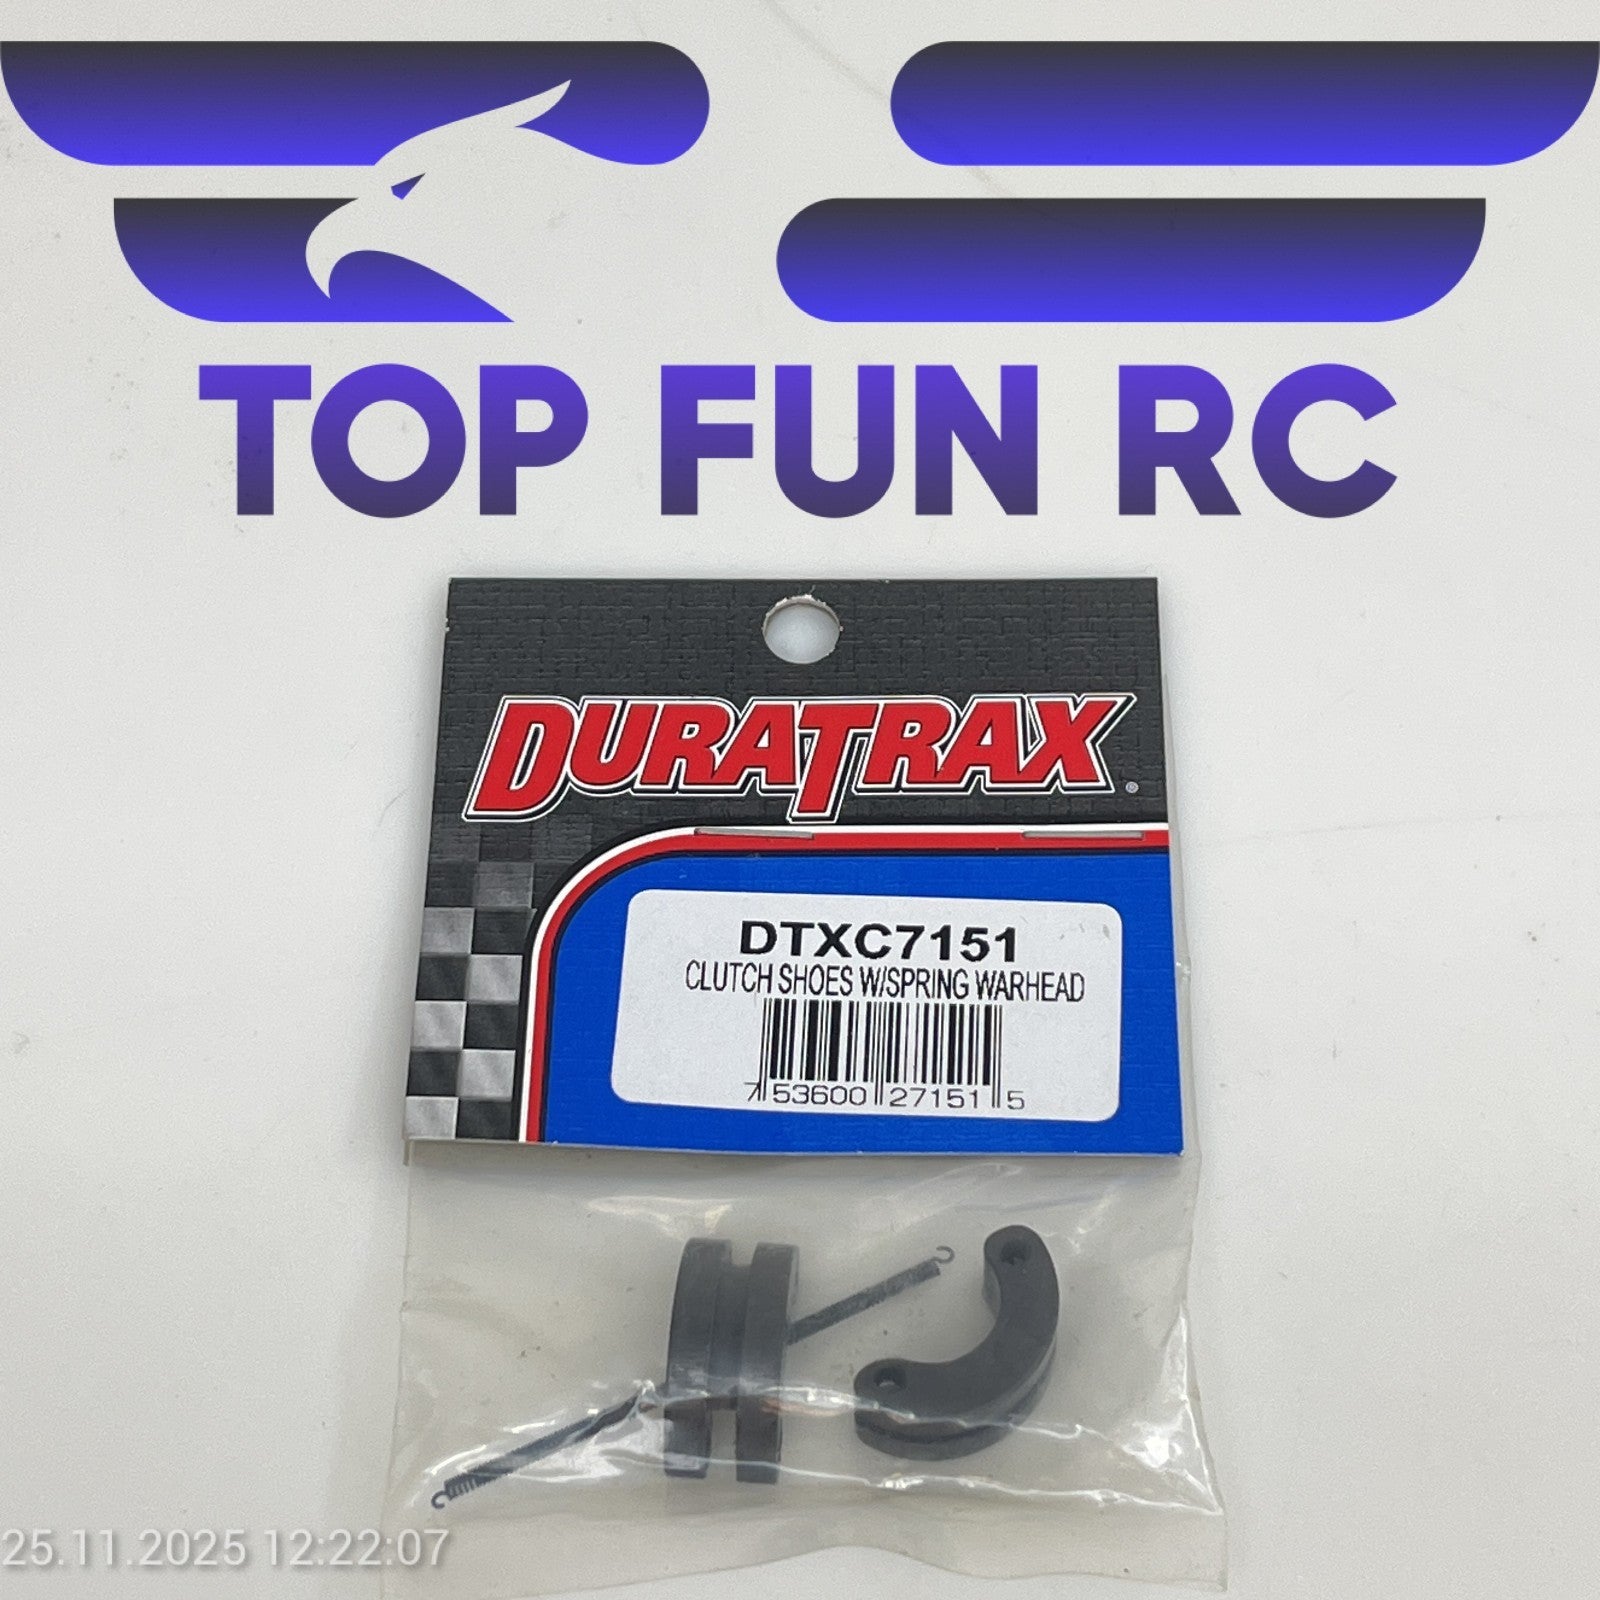 TOP FUN RC
DURATRAX®
DTXC7151
CLUTCH SHOES W/SPRING WARHEAD
7 53600 27151 5
25.11.2025 12:22:07